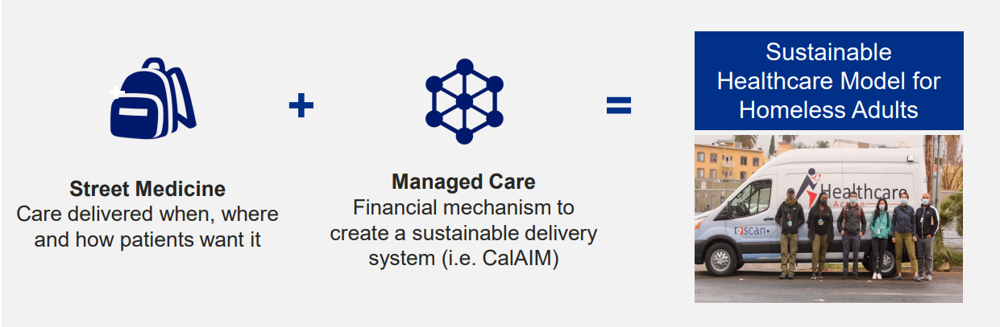 Street Medicine
Care delivered when, where
and how patients want it
Managed Care
Financial mechanism to
create a sustainable delivery
system (i.e. CalAIM)
Sustainable
Healthcare Model for
Homeless Adults
Healthcare
Action
scan